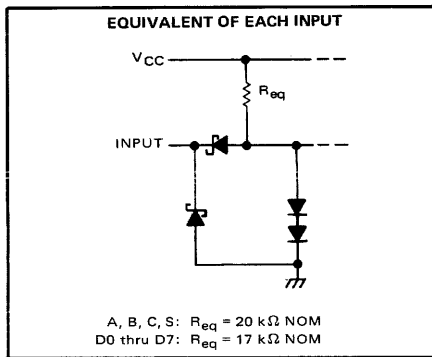 EQUIVALENT OF EACH INPUT
VCC
Req
INPUT
A, B, C, S: Req = 20 kΩ NOM
D0 thru D7: Req = 17 kΩ NOM